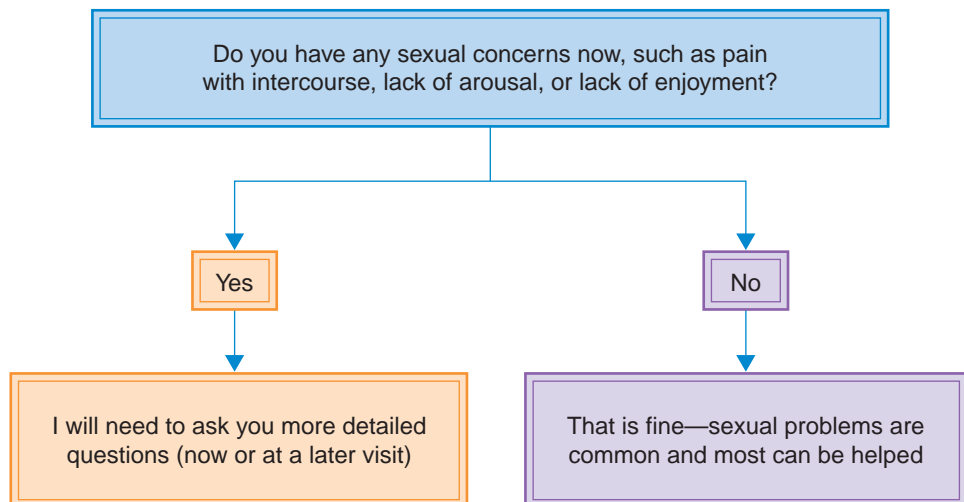 Do you have any sexual concerns now, such as pain
with intercourse, lack of arousal, or lack of enjoyment?
Yes
No
I will need to ask you more detailed
questions (now or at a later visit)
That is fine—sexual problems are
common and most can be helped